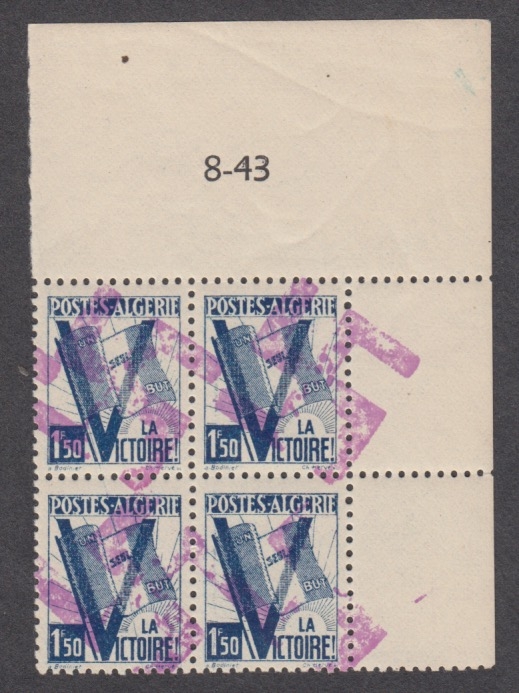 8-43
POSTES-ALGERIE POSTES-ALGERIE
UN SEUL BUT UN SEUL BUT
LA LA
1F50 VICTOIRE! 1F50 VICTOIRE!
POSTES-ALGERIE POSTES-ALGERIE
UN SEUL BUT UN SEUL BUT
LA LA
1F50 VICTOIRE! 1F50 VICTOIRE!